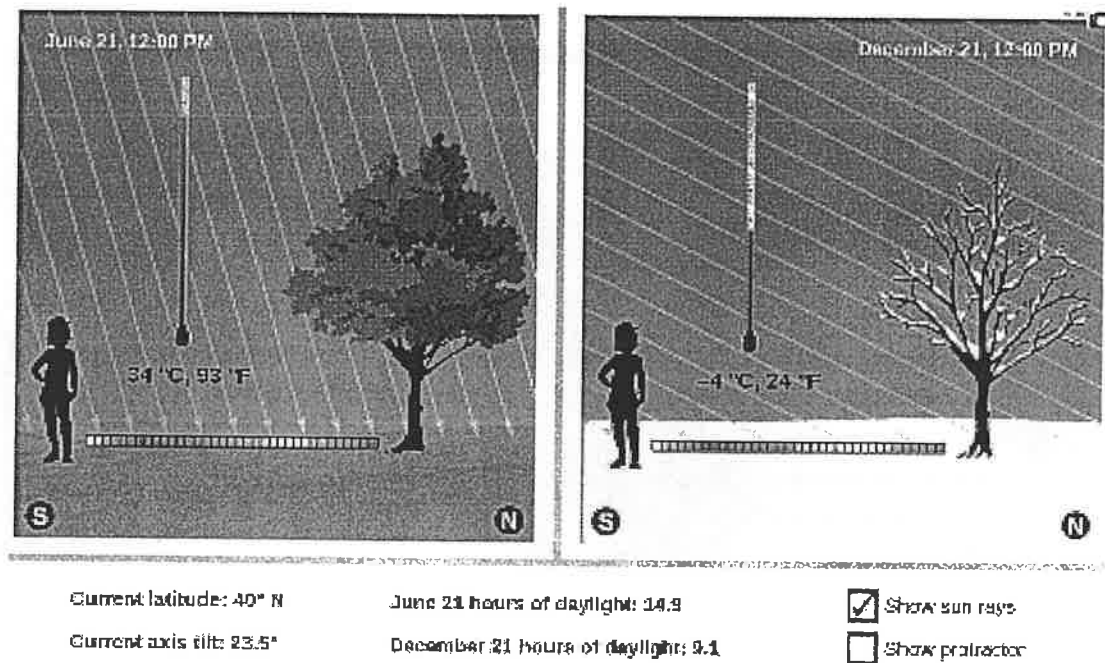 June 21, 12:00 PM
December 21, 12:00 PM
34 °C, 93 °F
-4 °C, 24 °F
S
N
S
N
Current latitude: 40° N
June 21 hours of daylight: 14.9
Show sun rays
Current axis tilt: 23.5°
December 21 hours of daylight: 9.1
Show protractor